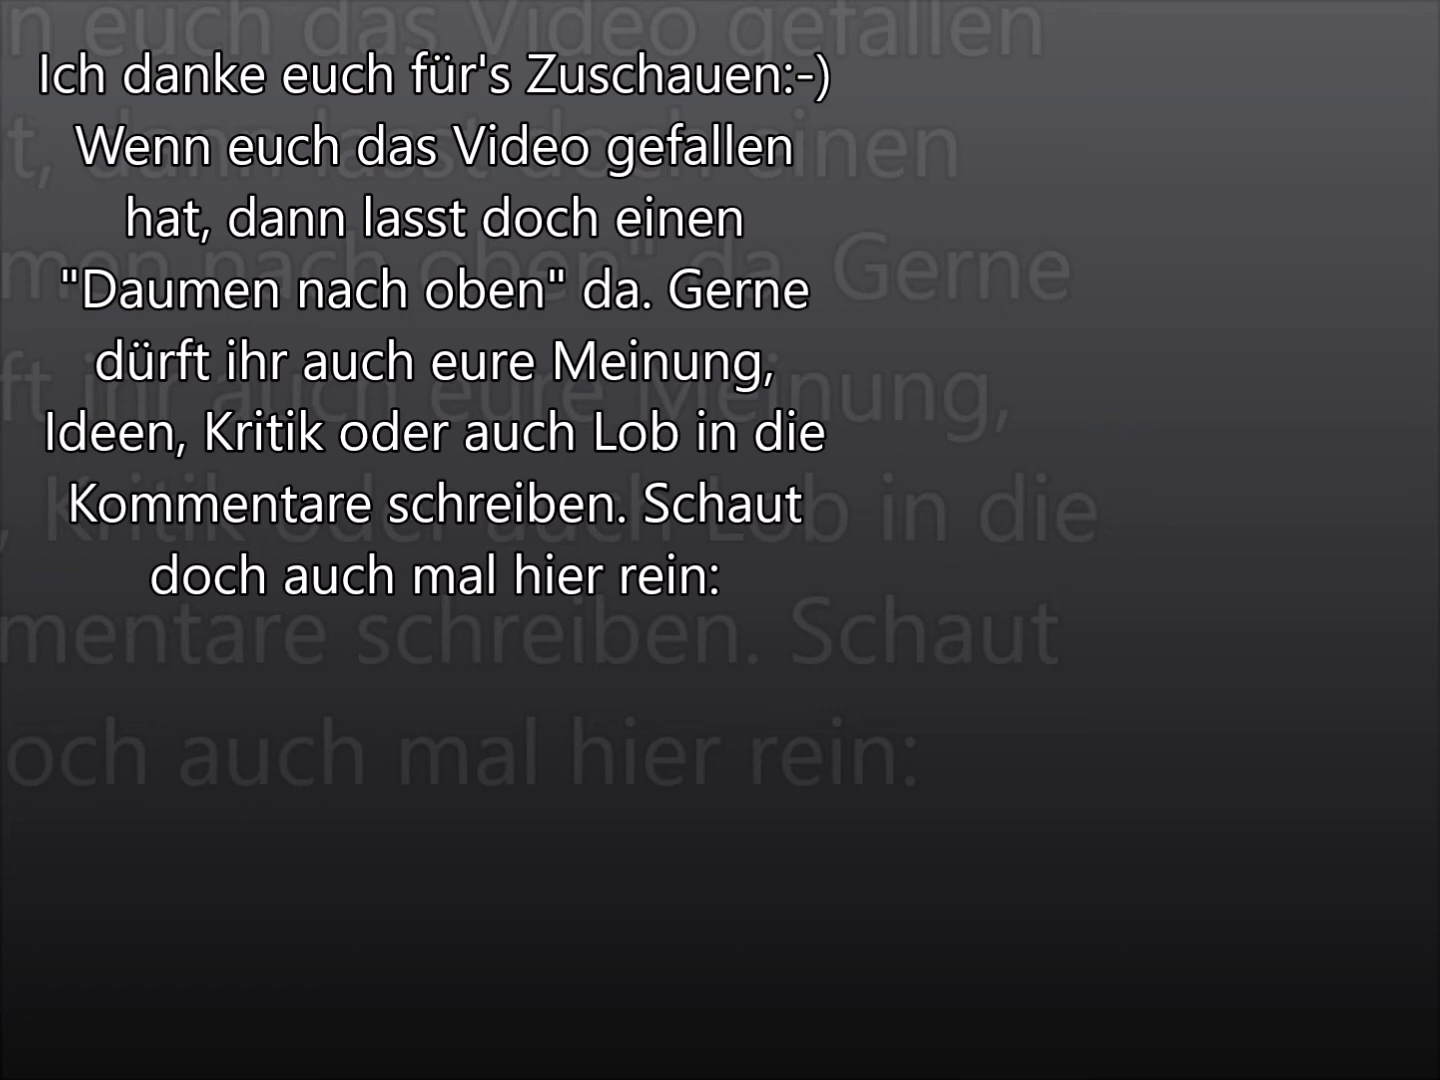 Ich danke euch für's Zuschauen:-)
Wenn euch das Video gefallen
hat, dann lasst doch einen
"Daumen nach oben" da. Gerne
dürft ihr auch eure Meinung,
Ideen, Kritik oder auch Lob in die
Kommentare schreiben. Schaut
doch auch mal hier rein: